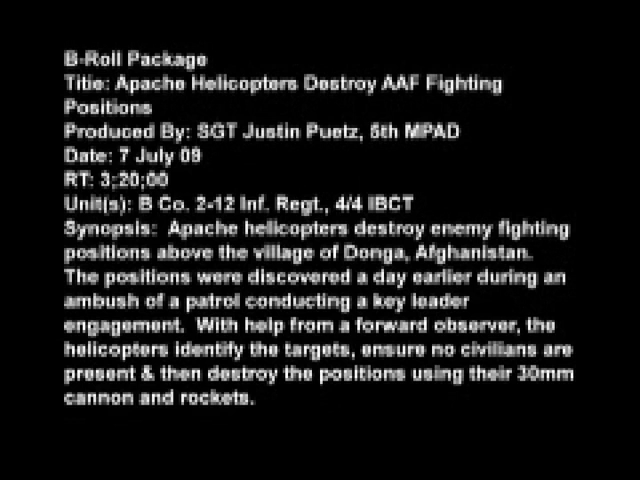 B-Roll Package
Title: Apache Helicopters Destroy AAF Fighting
Positions
Produced By: SGT Justin Puetz, 5th MPAD
Date: 7 July 09
RT: 3;20;00
Unit(s): B Co. 2-12 Inf. Regt., 4/4 IBCT
Synopsis:  Apache helicopters destroy enemy fighting
positions above the village of Donga, Afghanistan.
The positions were discovered a day earlier during an
ambush of a patrol conducting a key leader
engagement.  With help from a forward observer, the
helicopters identify the targets, ensure no civilians are
present & then destroy the positions using their 30mm
cannon and rockets.